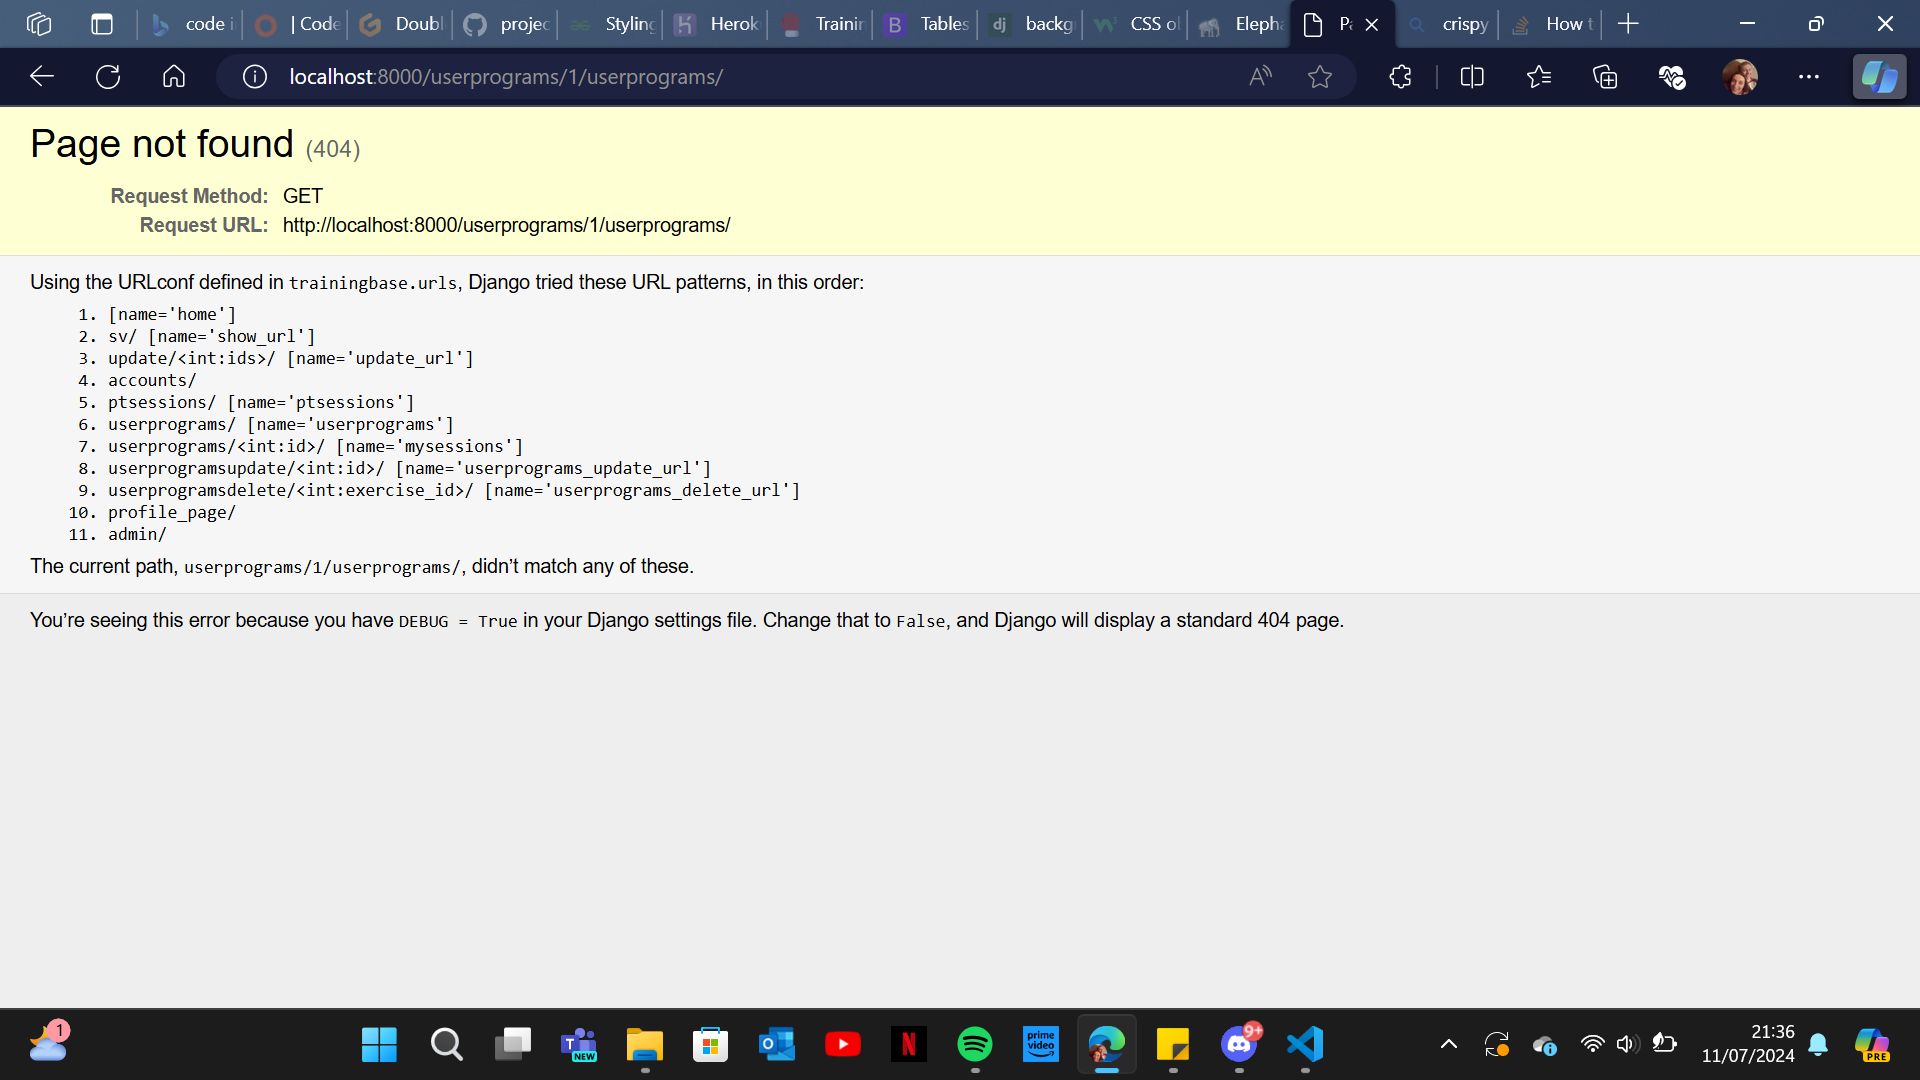 code i
| Code
Doubl
projec
Styling
Herok
Trainin
Tables
backg
CSS ol
Elepha
Pa
crispy
How t
localhost:8000/userprograms/1/userprograms/
Page not found (404)
Request Method: GET
Request URL: http://localhost:8000/userprograms/1/userprograms/
Using the URLconf defined in trainingbase.urls, Django tried these URL patterns, in this order:
1. [name='home']
2. sv/ [name='show_url']
3. update/<int:ids>/ [name='update_url']
4. accounts/
5. ptsessions/ [name='ptsessions']
6. userprograms/ [name='userprograms']
7. userprograms/<int:id>/ [name='mysessions']
8. userprogramsupdate/<int:id>/ [name='userprograms_update_url']
9. userprogramsdelete/<int:exercise_id>/ [name='userprograms_delete_url']
10. profile_page/
11. admin/
The current path, userprograms/1/userprograms/, didn’t match any of these.
You’re seeing this error because you have DEBUG = True in your Django settings file. Change that to False, and Django will display a standard 404 page.
1
NEW
prime video
9+
21:36
11/07/2024
PRE